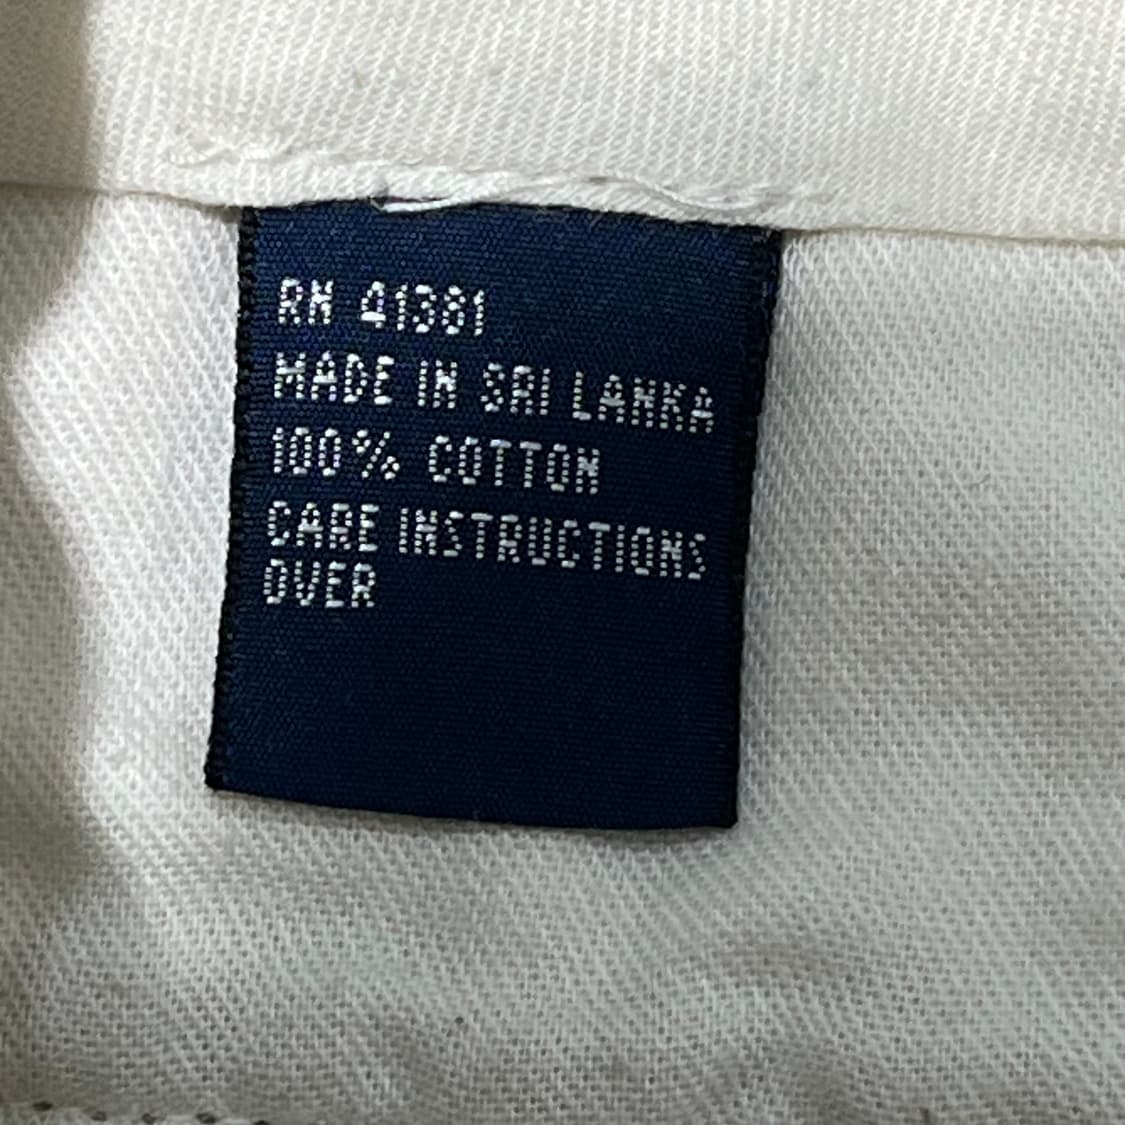 RN 41381
MADE IN SRI LANKA
100% COTTON
CARE INSTRUCTIONS
OVER